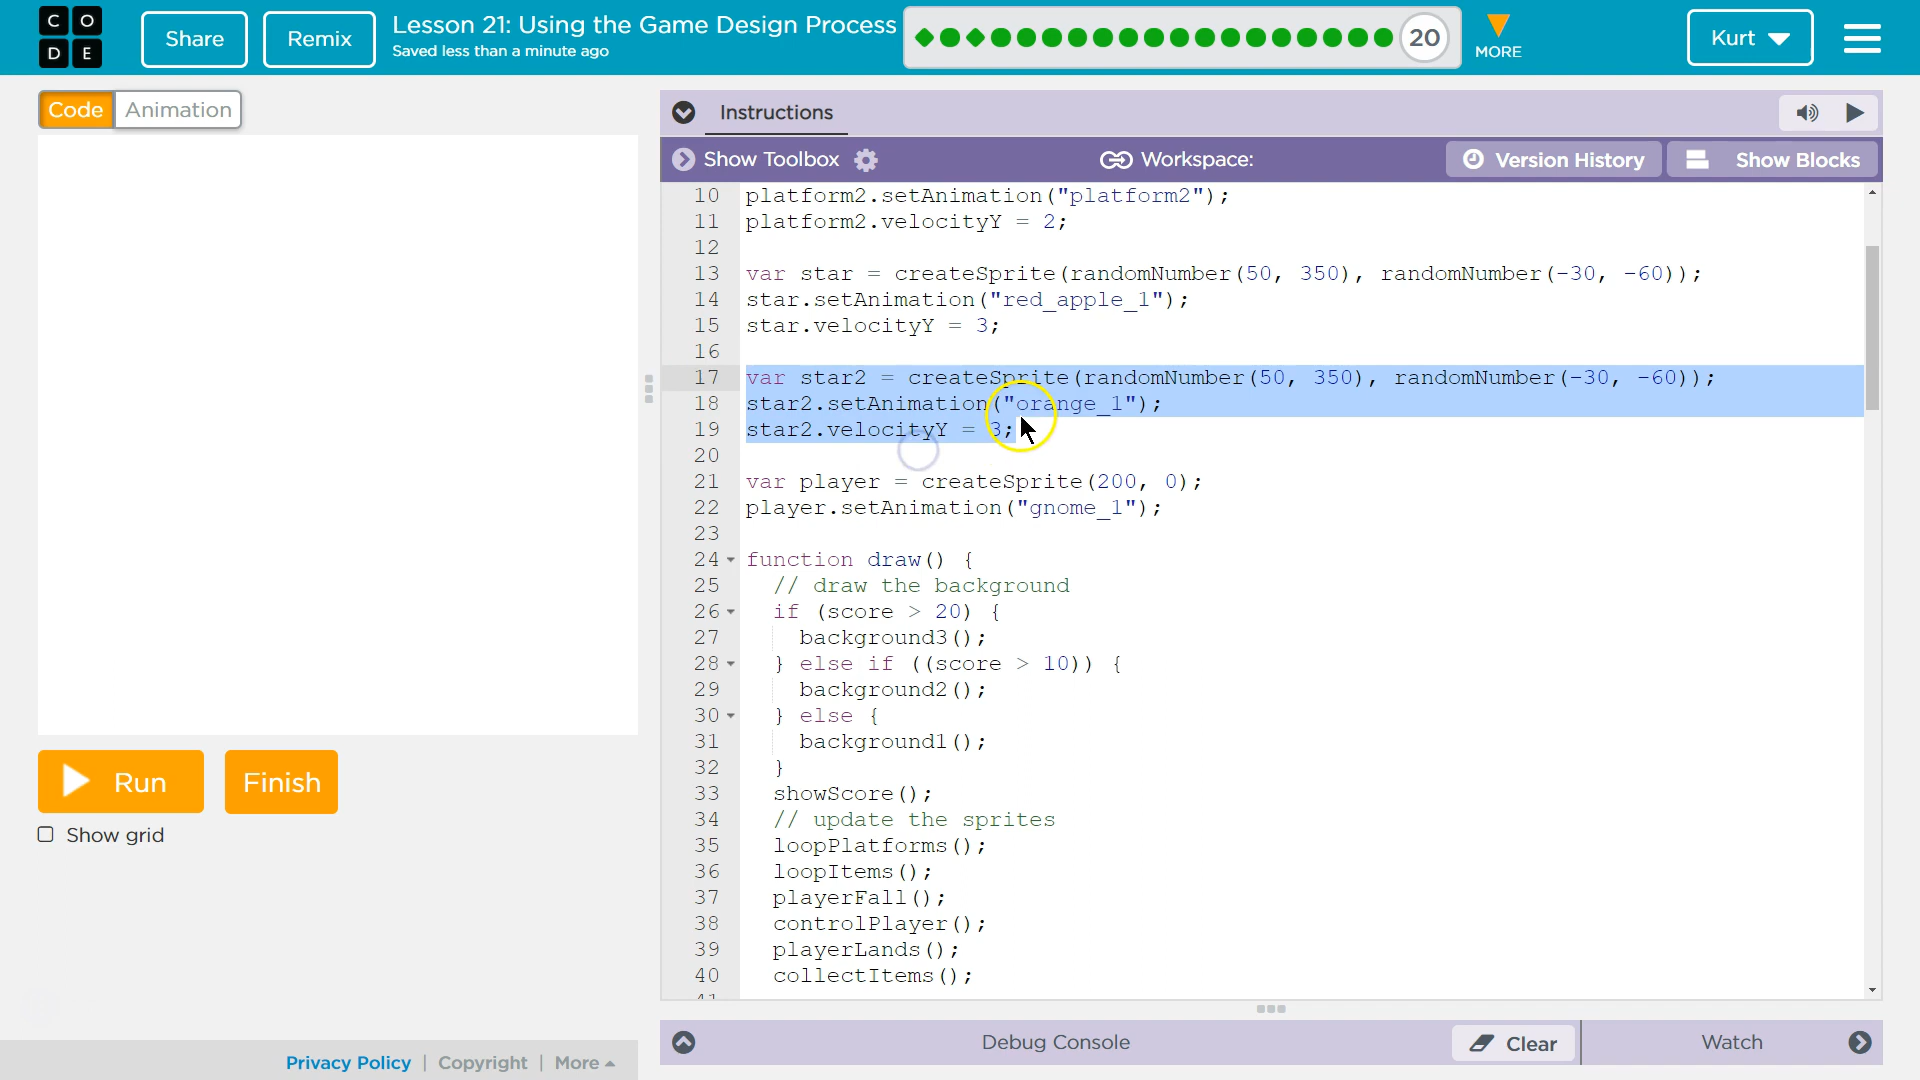 CODE
Share
Remix
Lesson 21: Using the Game Design Process
Saved less than a minute ago
20
MORE
Kurt
Code
Animation
Instructions
Show Toolbox
Workspace:
Version History
Show Blocks
10 platform2.setAnimation("platform2");
11 platform2.velocityY = 2;
12
13 var star = createSprite(randomNumber(50, 350), randomNumber(-30, -60));
14 star.setAnimation("red_apple_1");
15 star.velocityY = 3;
16
17 var star2 = createSprite(randomNumber(50, 350), randomNumber(-30, -60));
18 star2.setAnimation("orange_1");
19 star2.velocityY = 3;
20
21 var player = createSprite(200, 0);
22 player.setAnimation("gnome_1");
23
24 function draw() {
25 // draw the background
26 if (score > 20) {
27 background3();
28 } else if ((score > 10)) {
29 background2();
30 } else {
31 background1();
32 }
33 showScore();
34 // update the sprites
35 loopPlatforms();
36 loopItems();
37 playerFall();
38 controlPlayer();
39 playerLands();
40 collectItems();
41
Run
Finish
Show grid
Privacy Policy | Copyright | More
Debug Console
Clear
Watch